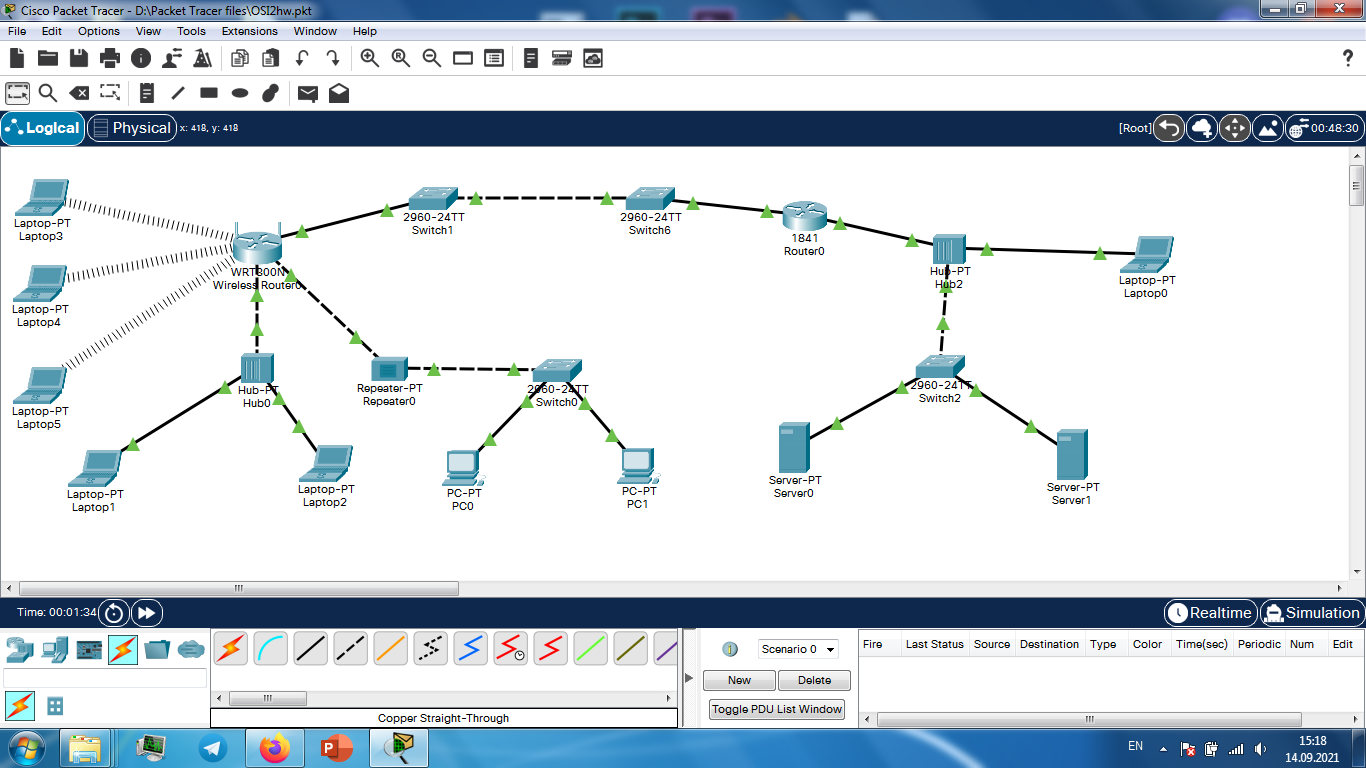 Cisco Packet Tracer - D:\Packet Tracer files\OSI2hw.pkt
File Edit Options View Tools Extensions Window Help
?
Logical Physical x: 418, y: 418 [Root] 00:48:30
Laptop-PT
Laptop3
2960-24TT
Switch1
2960-24TT
Switch6
1841
Router0
WRT300N
Wireless Router0
Hub-PT
Hub2
Laptop-PT
Laptop0
Laptop-PT
Laptop4
Hub-PT
Hub0
Repeater-PT
Repeater0
2960-24TT
Switch0
2960-24TT
Switch2
Laptop-PT
Laptop5
Laptop-PT
Laptop1
Laptop-PT
Laptop2
PC-PT
PC0
PC-PT
PC1
Server-PT
Server0
Server-PT
Server1
Time: 00:01:34 Realtime Simulation
Scenario 0
New Delete
Toggle PDU List Window
Fire Last Status Source Destination Type Color Time(sec) Periodic Num Edit
Copper Straight-Through
EN 15:18
14.09.2021